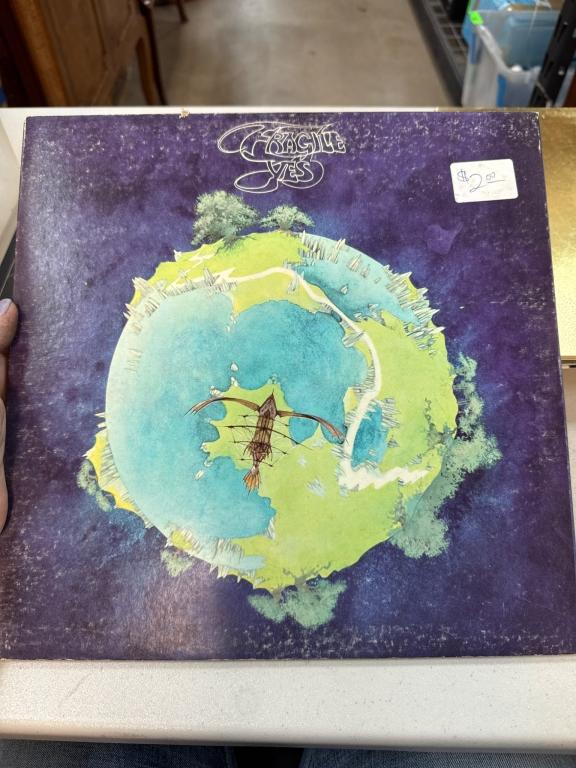 FRAGILE
YES
$2.00